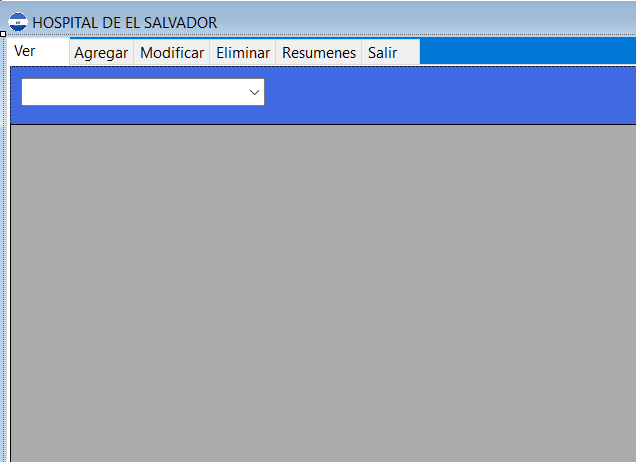 HOSPITAL DE EL SALVADOR
Ver Agregar Modificar Eliminar Resumenes Salir